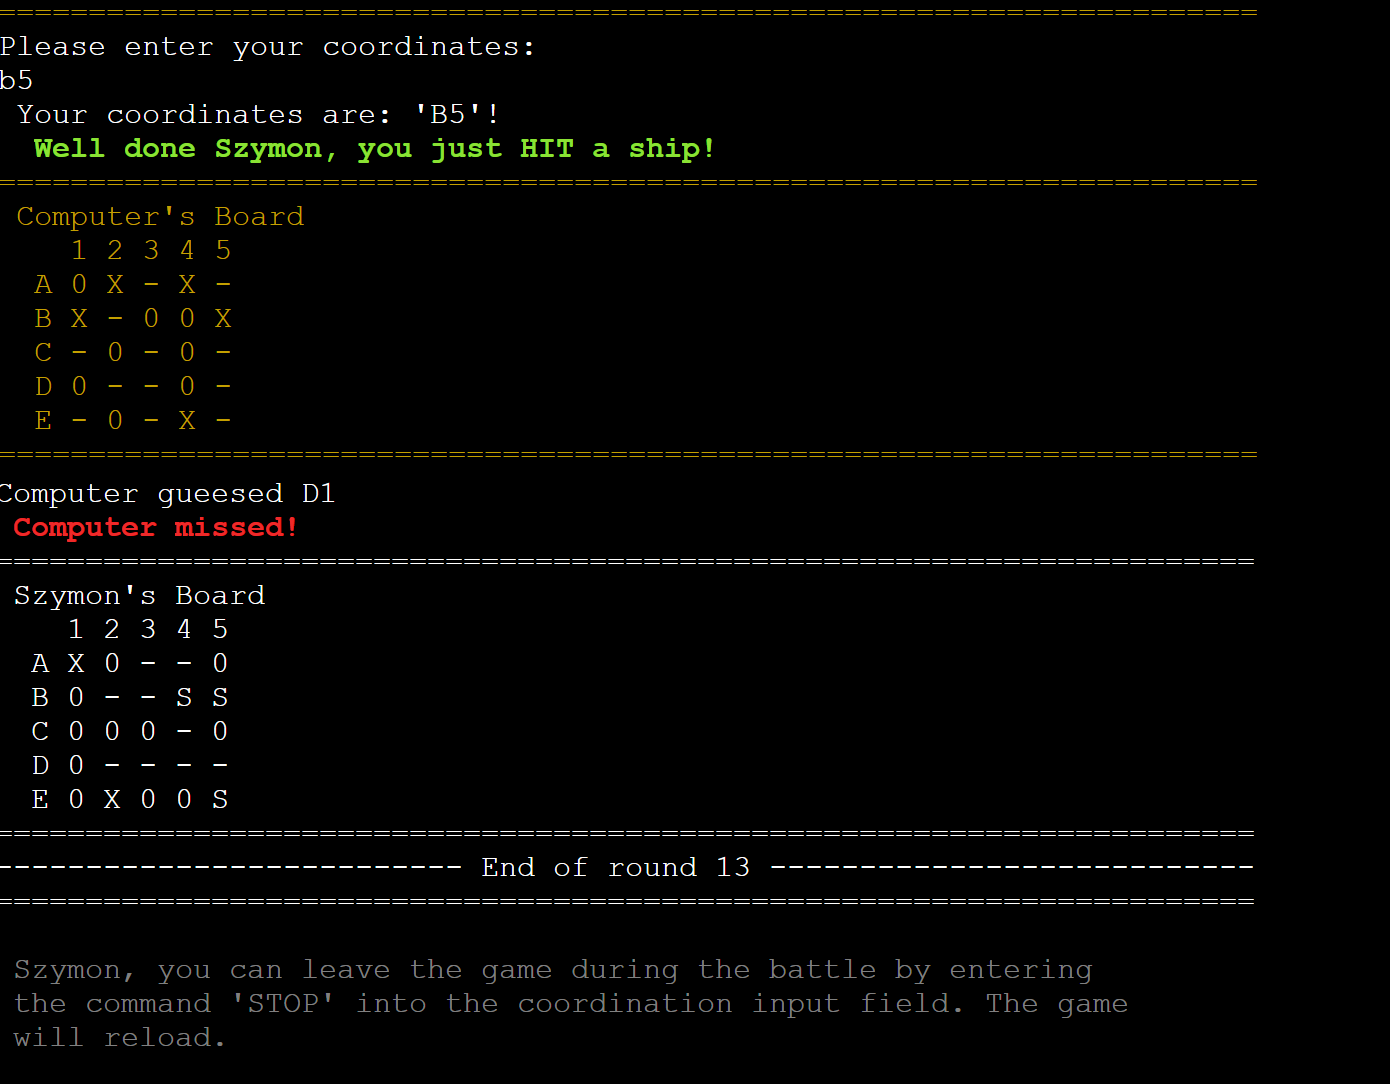 ======================================================================
Please enter your coordinates:
b5
Your coordinates are: 'B5'!
Well done Szymon, you just HIT a ship!
======================================================================
Computer's Board
1 2 3 4 5
A 0 X - X -
B X - 0 0 X
C - 0 - 0 -
D 0 - - 0 -
E - 0 - X -
======================================================================
Computer gueesed D1
Computer missed!
======================================================================
Szymon's Board
1 2 3 4 5
A X 0 - - 0
B 0 - - S S
C 0 0 0 - 0
D 0 - - - -
E 0 X 0 0 S
======================================================================
-------------------------- End of round 13 ---------------------------
======================================================================
Szymon, you can leave the game during the battle by entering
the command 'STOP' into the coordination input field. The game
will reload.